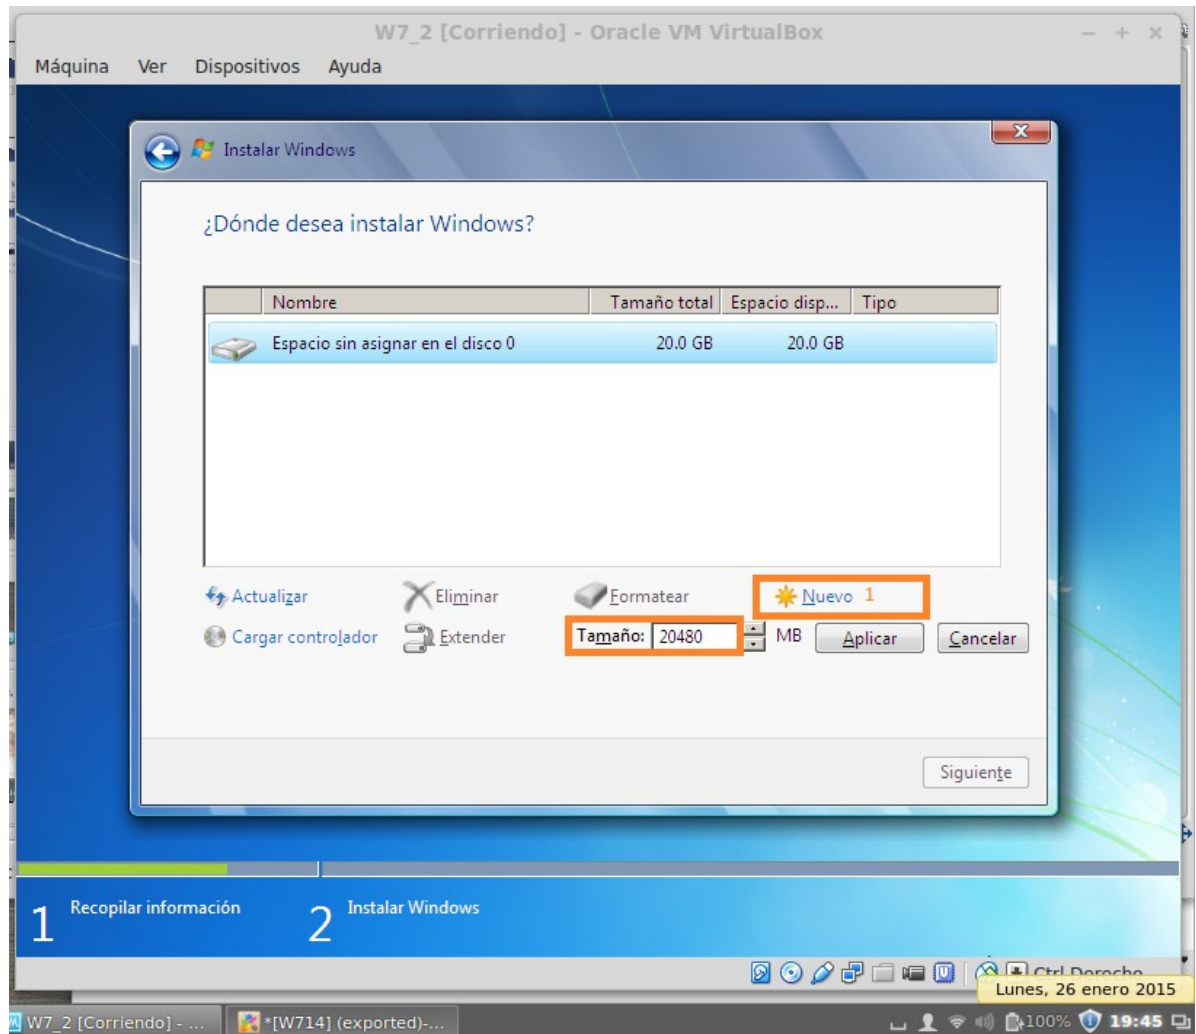 W7_2 [Corriendo] - Oracle VM VirtualBox
Máquina Ver Dispositivos Ayuda
Instalar Windows
¿Dónde desea instalar Windows?
Nombre Tamaño total Espacio disp... Tipo
Espacio sin asignar en el disco 0 20.0 GB 20.0 GB
Actualizar Eliminar Formatear Nuevo 1
Cargar controlador Extender Tamaño: 20480 MB Aplicar Cancelar
Siguiente
1 Recopilar información 2 Instalar Windows
Ctrl Derecho
Lunes, 26 enero 2015
W7_2 [Corriendo] - ... *[W714] (exported)-... 100% 19:45